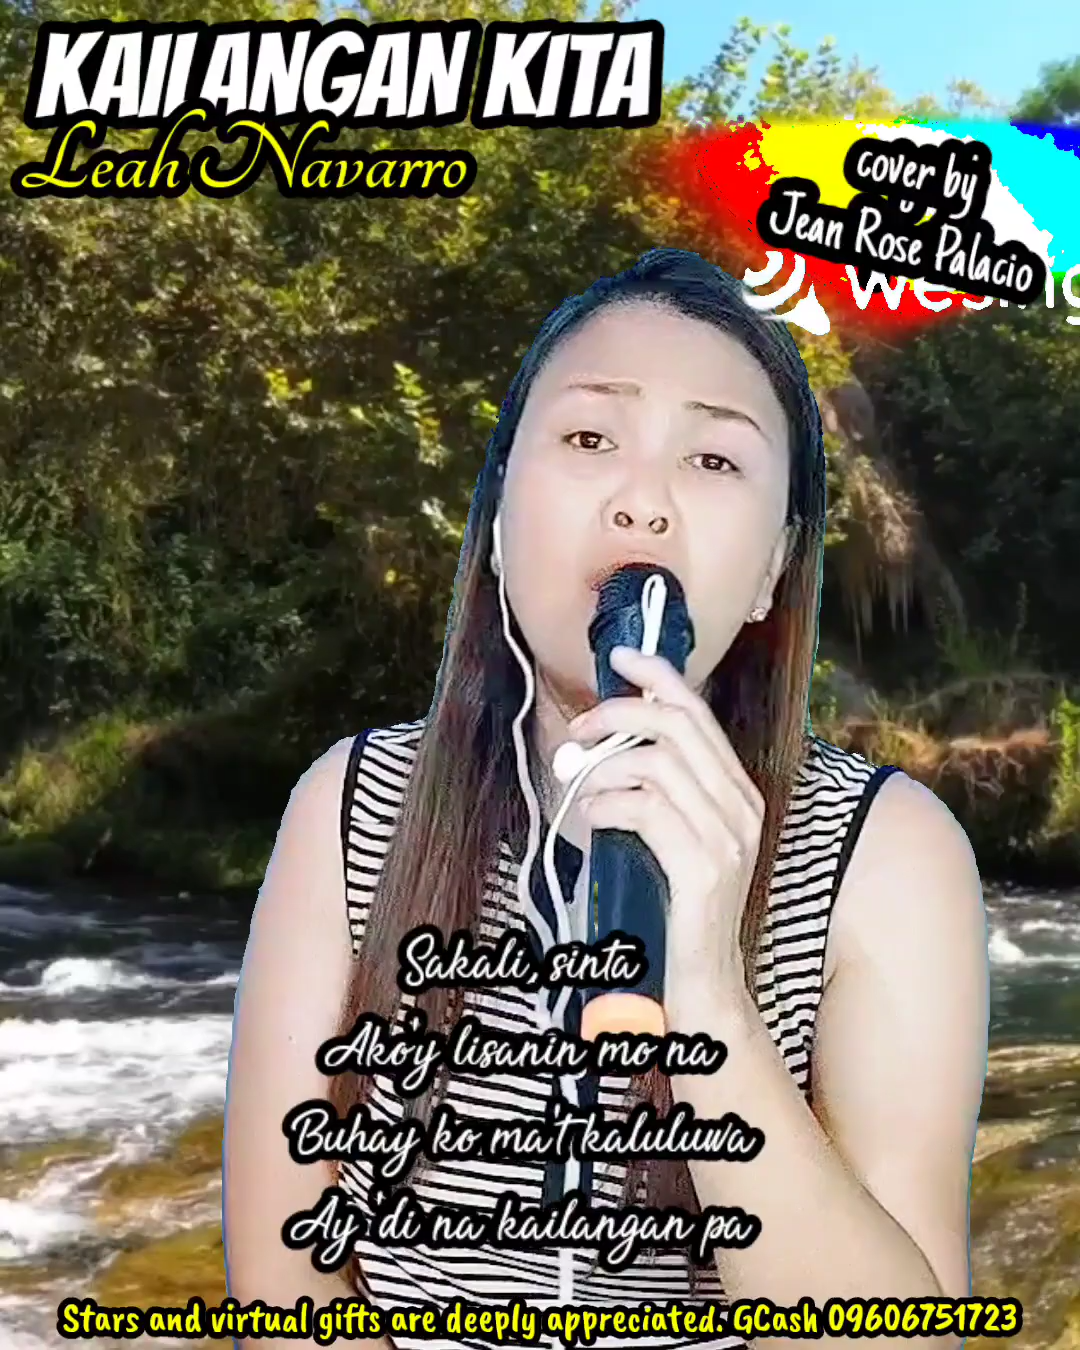 KAILANGAN KITA
Leah Navarro
cover by
Jean Rose Palacio
Sakali, sinta
Ako'y lisanin mo na
Buhay ko ma't kaluluwa
Ay 'di na kailangan pa
Stars and virtual gifts are deeply appreciated. GCash 09606751723